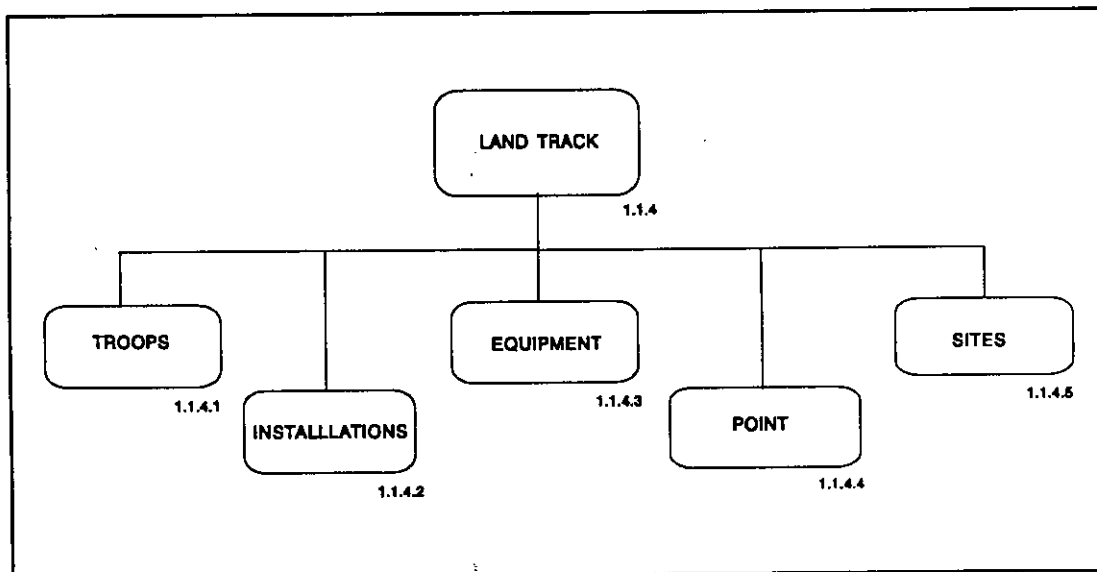 LAND TRACK
1.1.4
TROOPS
1.1.4.1
INSTALLLATIONS
1.1.4.2
EQUIPMENT
1.1.4.3
POINT
1.1.4.4
SITES
1.1.4.5